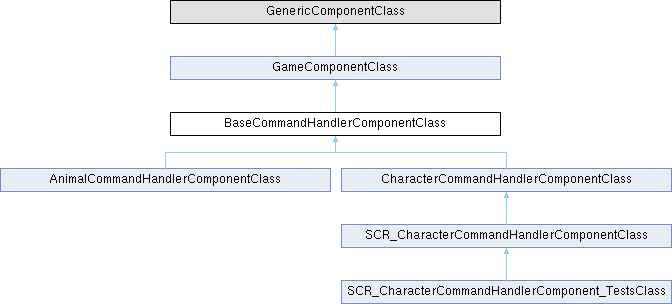 GenericComponentClass
GameComponentClass
BaseCommandHandlerComponentClass
AnimalCommandHandlerComponentClass
CharacterCommandHandlerComponentClass
SCR_CharacterCommandHandlerComponentClass
SCR_CharacterCommandHandlerComponent_TestsClass